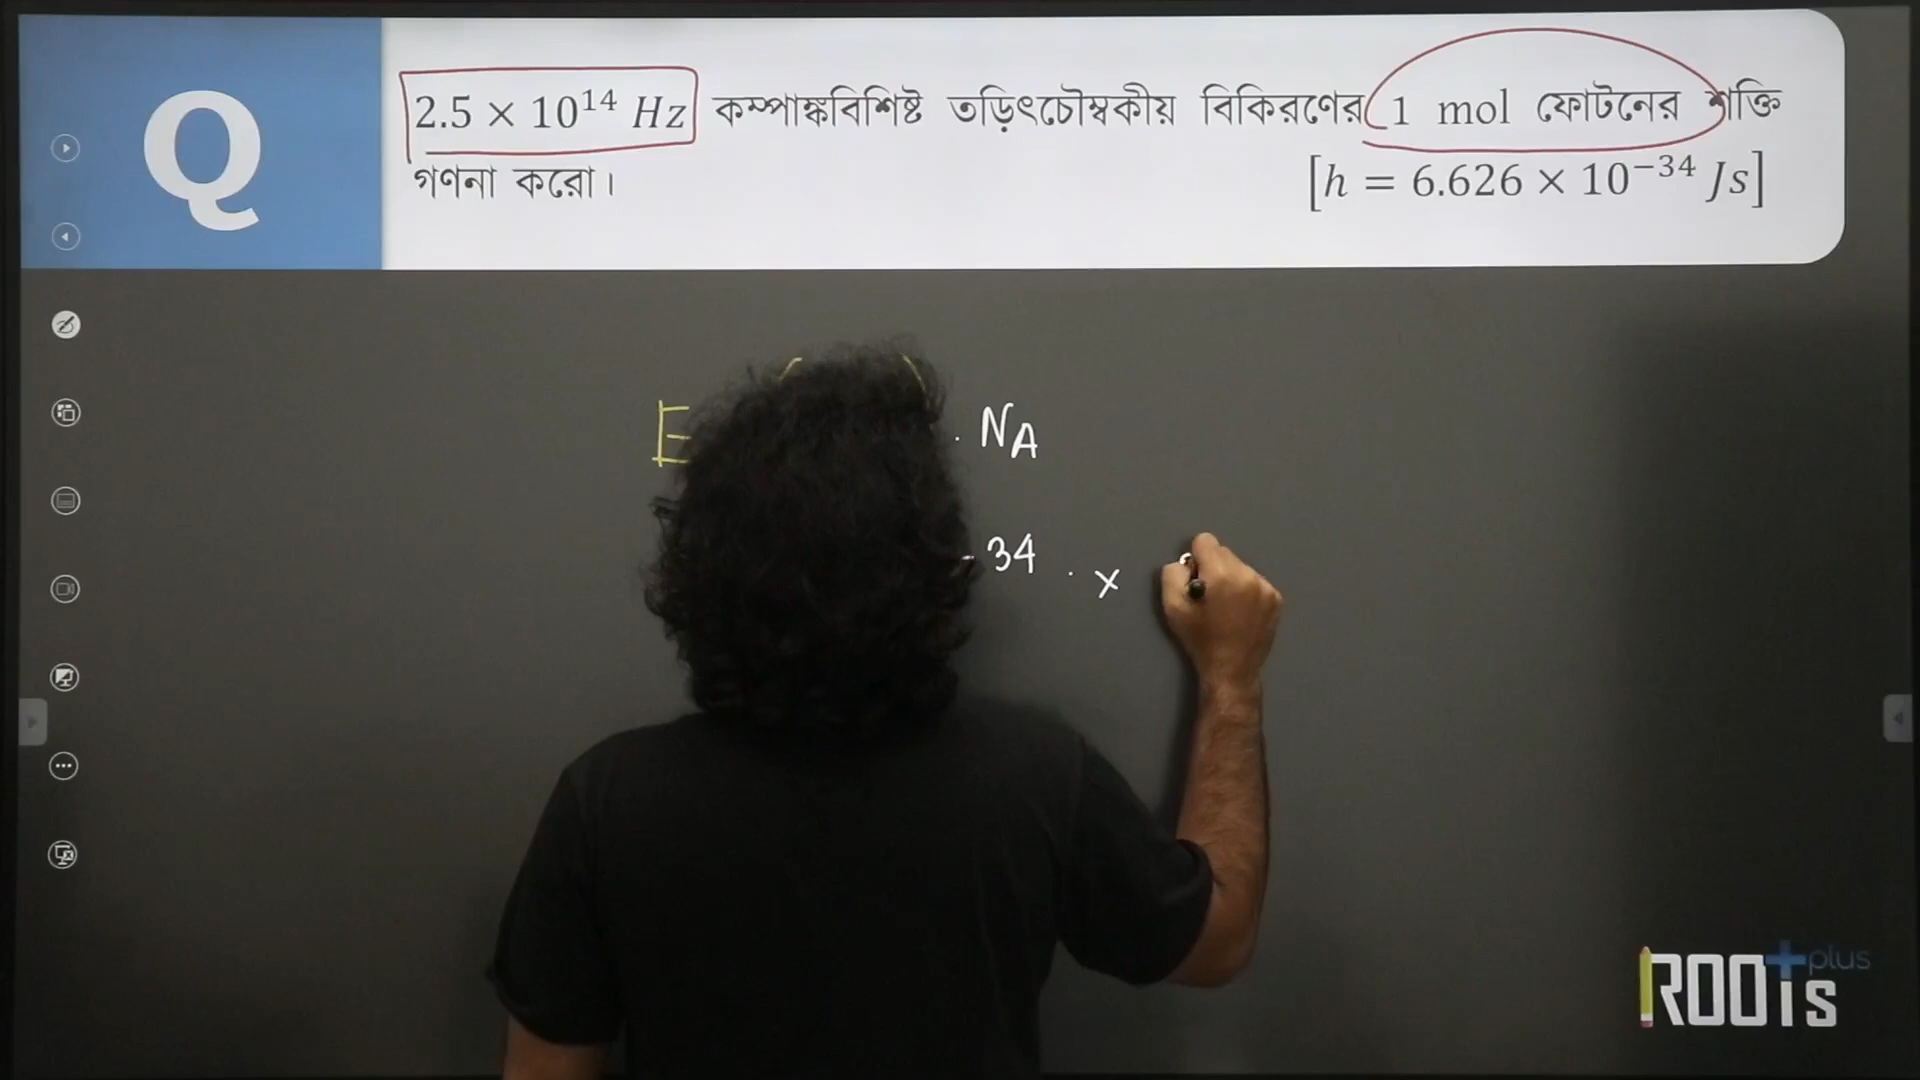 Q
2.5 × 10¹⁴ Hz কম্পাঙ্কবিশিষ্ট তড়িৎচৌম্বকীয় বিকিরণের 1 mol ফোটনের শক্তি
গণনা করো।
[h = 6.626 × 10⁻³⁴ Js]
E . N_A
- 34 . ×
ROOTs plus